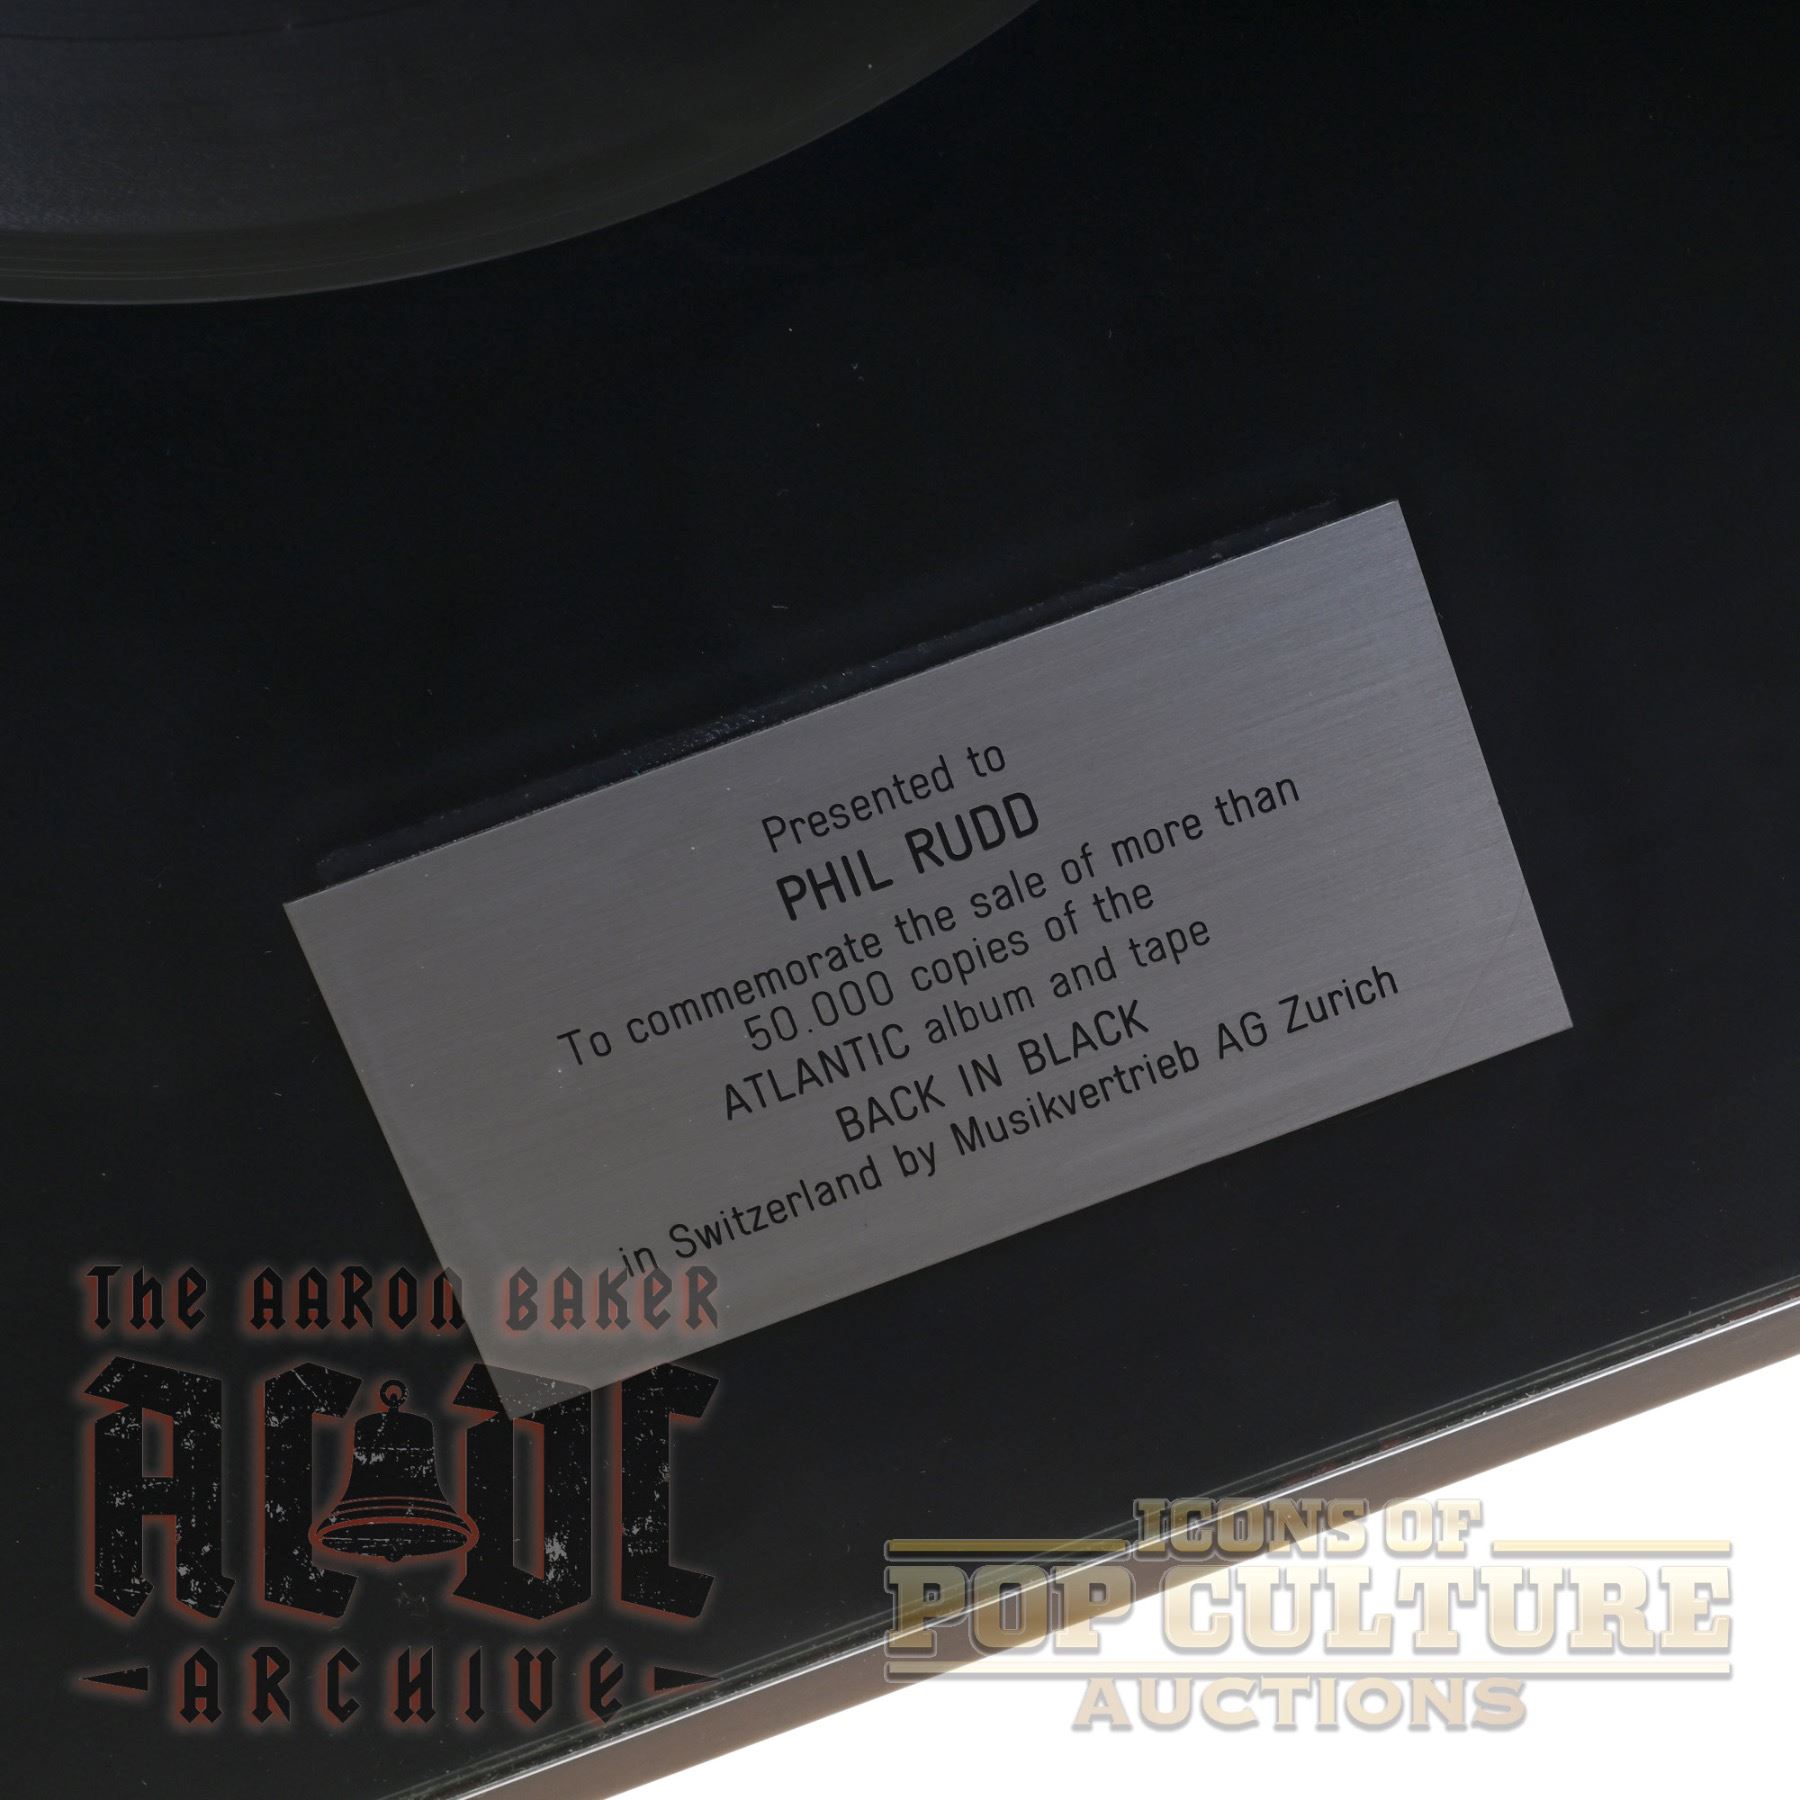 Presented to
PHIL RUDD
To commemorate the sale of more than
50.000 copies of the
ATLANTIC album and tape
BACK IN BLACK
in Switzerland by Musikvertrieb AG Zurich
THE AARON BAKER
AC DC
ARCHIVE
ICONS OF
POP CULTURE
AUCTIONS